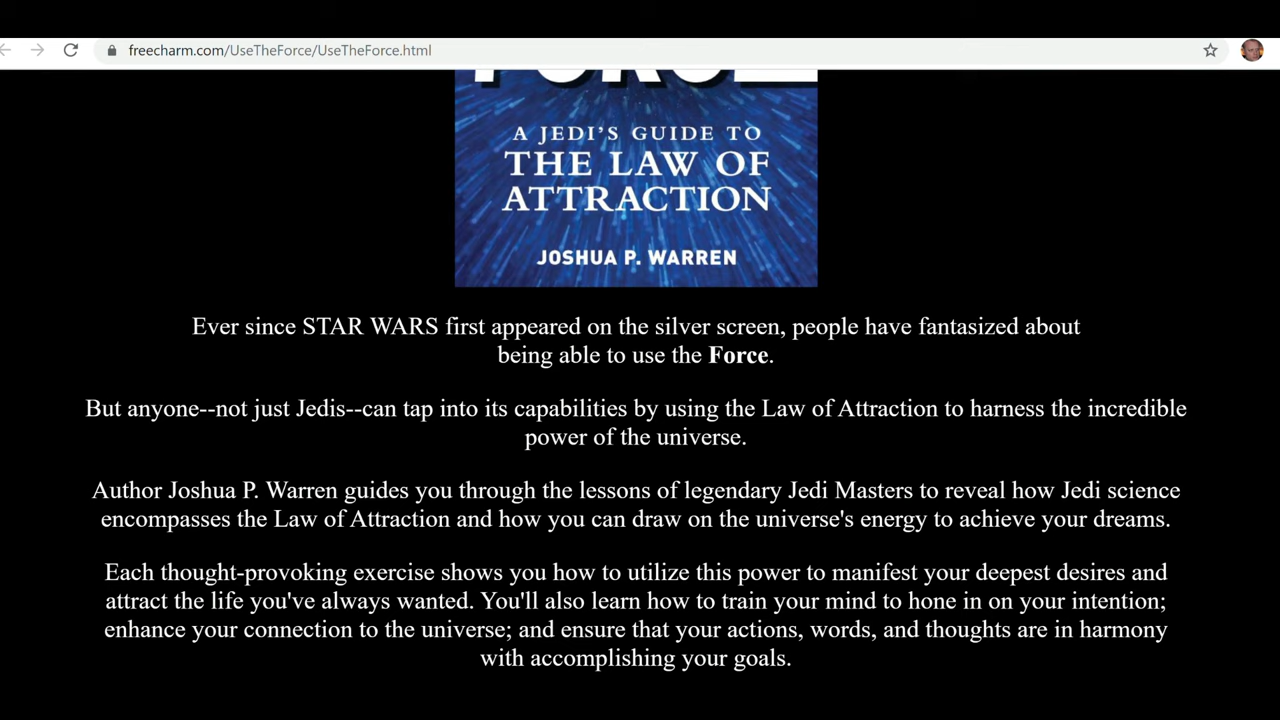 freecharm.com/UseTheForce/UseTheForce.html
A JEDI'S GUIDE TO
THE LAW OF
ATTRACTION
JOSHUA P. WARREN
Ever since STAR WARS first appeared on the silver screen, people have fantasized about
being able to use the Force.
But anyone--not just Jedis--can tap into its capabilities by using the Law of Attraction to harness the incredible
power of the universe.
Author Joshua P. Warren guides you through the lessons of legendary Jedi Masters to reveal how Jedi science
encompasses the Law of Attraction and how you can draw on the universe's energy to achieve your dreams.
Each thought-provoking exercise shows you how to utilize this power to manifest your deepest desires and
attract the life you've always wanted. You'll also learn how to train your mind to hone in on your intention;
enhance your connection to the universe; and ensure that your actions, words, and thoughts are in harmony
with accomplishing your goals.